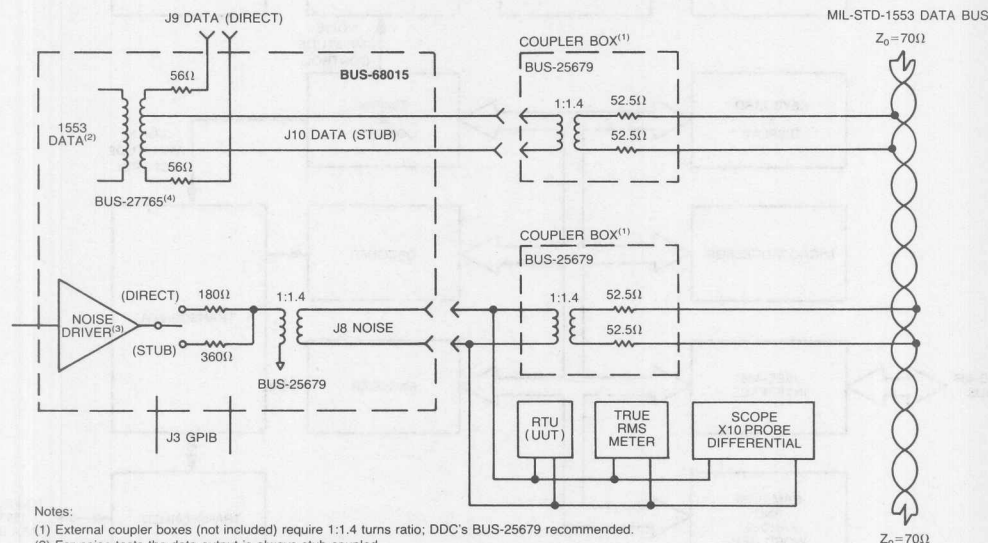 J9 DATA (DIRECT)
MIL-STD-1553 DATA BUS
Z₀=70Ω
COUPLER BOX(1)
BUS-25679
56Ω
BUS-68015
1:1.4
52.5Ω
52.5Ω
1553
DATA(2)
J10 DATA (STUB)
56Ω
BUS-27765(4)
COUPLER BOX(1)
BUS-25679
NOISE
DRIVER(3)
(DIRECT)
180Ω
1:1.4
(STUB)
360Ω
J8 NOISE
BUS-25679
1:1.4
52.5Ω
52.5Ω
J3 GPIB
RTU
(UUT)
TRUE
RMS
METER
SCOPE
X10 PROBE
DIFFERENTIAL
Z₀=70Ω
Notes:
(1) External coupler boxes (not included) require 1:1.4 turns ratio; DDC's BUS-25679 recommended.